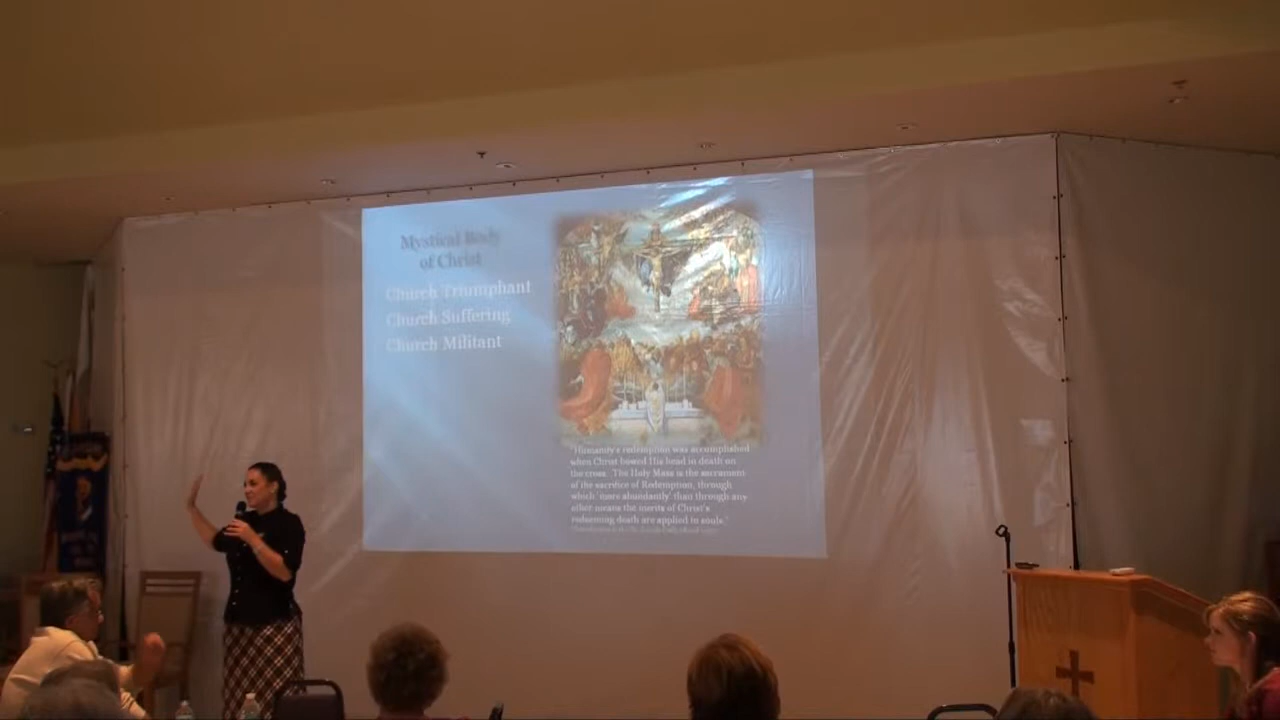 Mystical Body
of Christ
Church Triumphant
Church Suffering
Church Militant
"Humanity's redemption was accomplished
when Christ bowed His head in death on
the cross. The Holy Mass is the sacrament
of the sacrifice of Redemption, through
which 'more abundantly' than through any
other means the merits of Christ's
redeeming death are applied to souls."